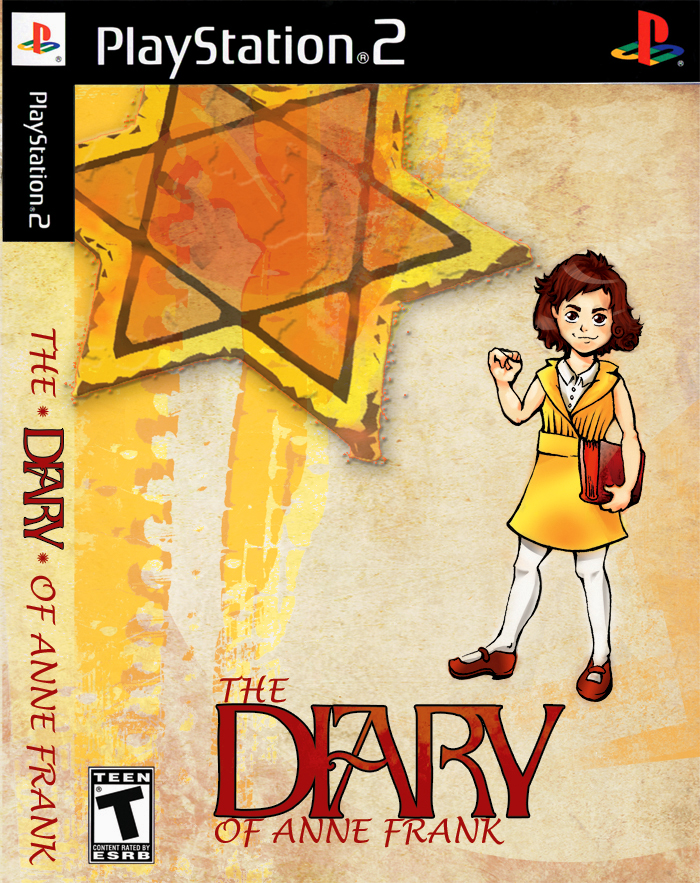 PlayStation®2
®
®
PlayStation®2
THE • DIARY • OF ANNE FRANK
THE
DIARY
OF ANNE FRANK
TEEN
®
T
CONTENT RATED BY
ESRB